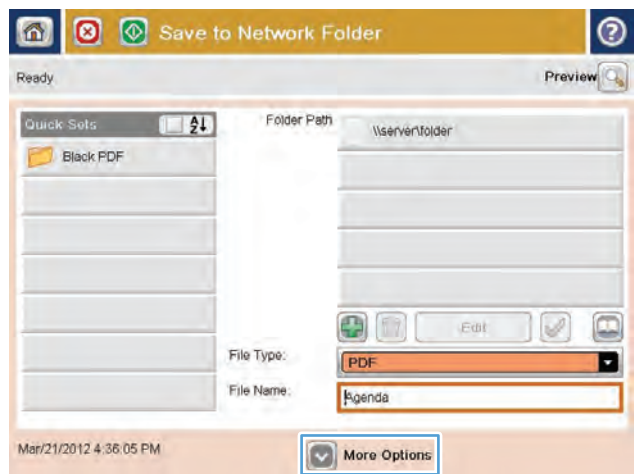 Save to Network Folder
?
Ready
Preview
Quick Sets
AZ
Folder Path
\\server\folder
Black PDF
Edit
File Type:
PDF
File Name:
Agenda
Mar/21/2012 4:36:05 PM
More Options